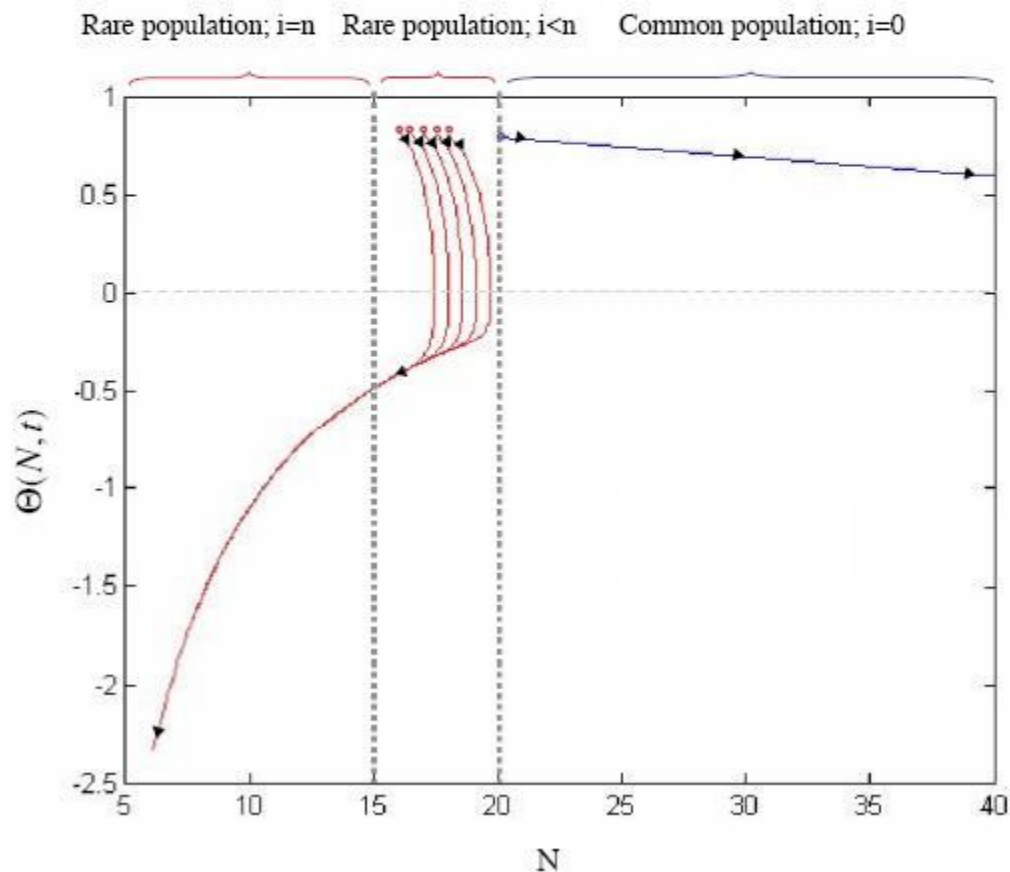 Rare population; i=n Rare population; i<n Common population; i=0
1
0.5
0
-0.5
-1
-1.5
-2
-2.5
Θ(N,t)
5 10 15 20 25 30 35 40
N